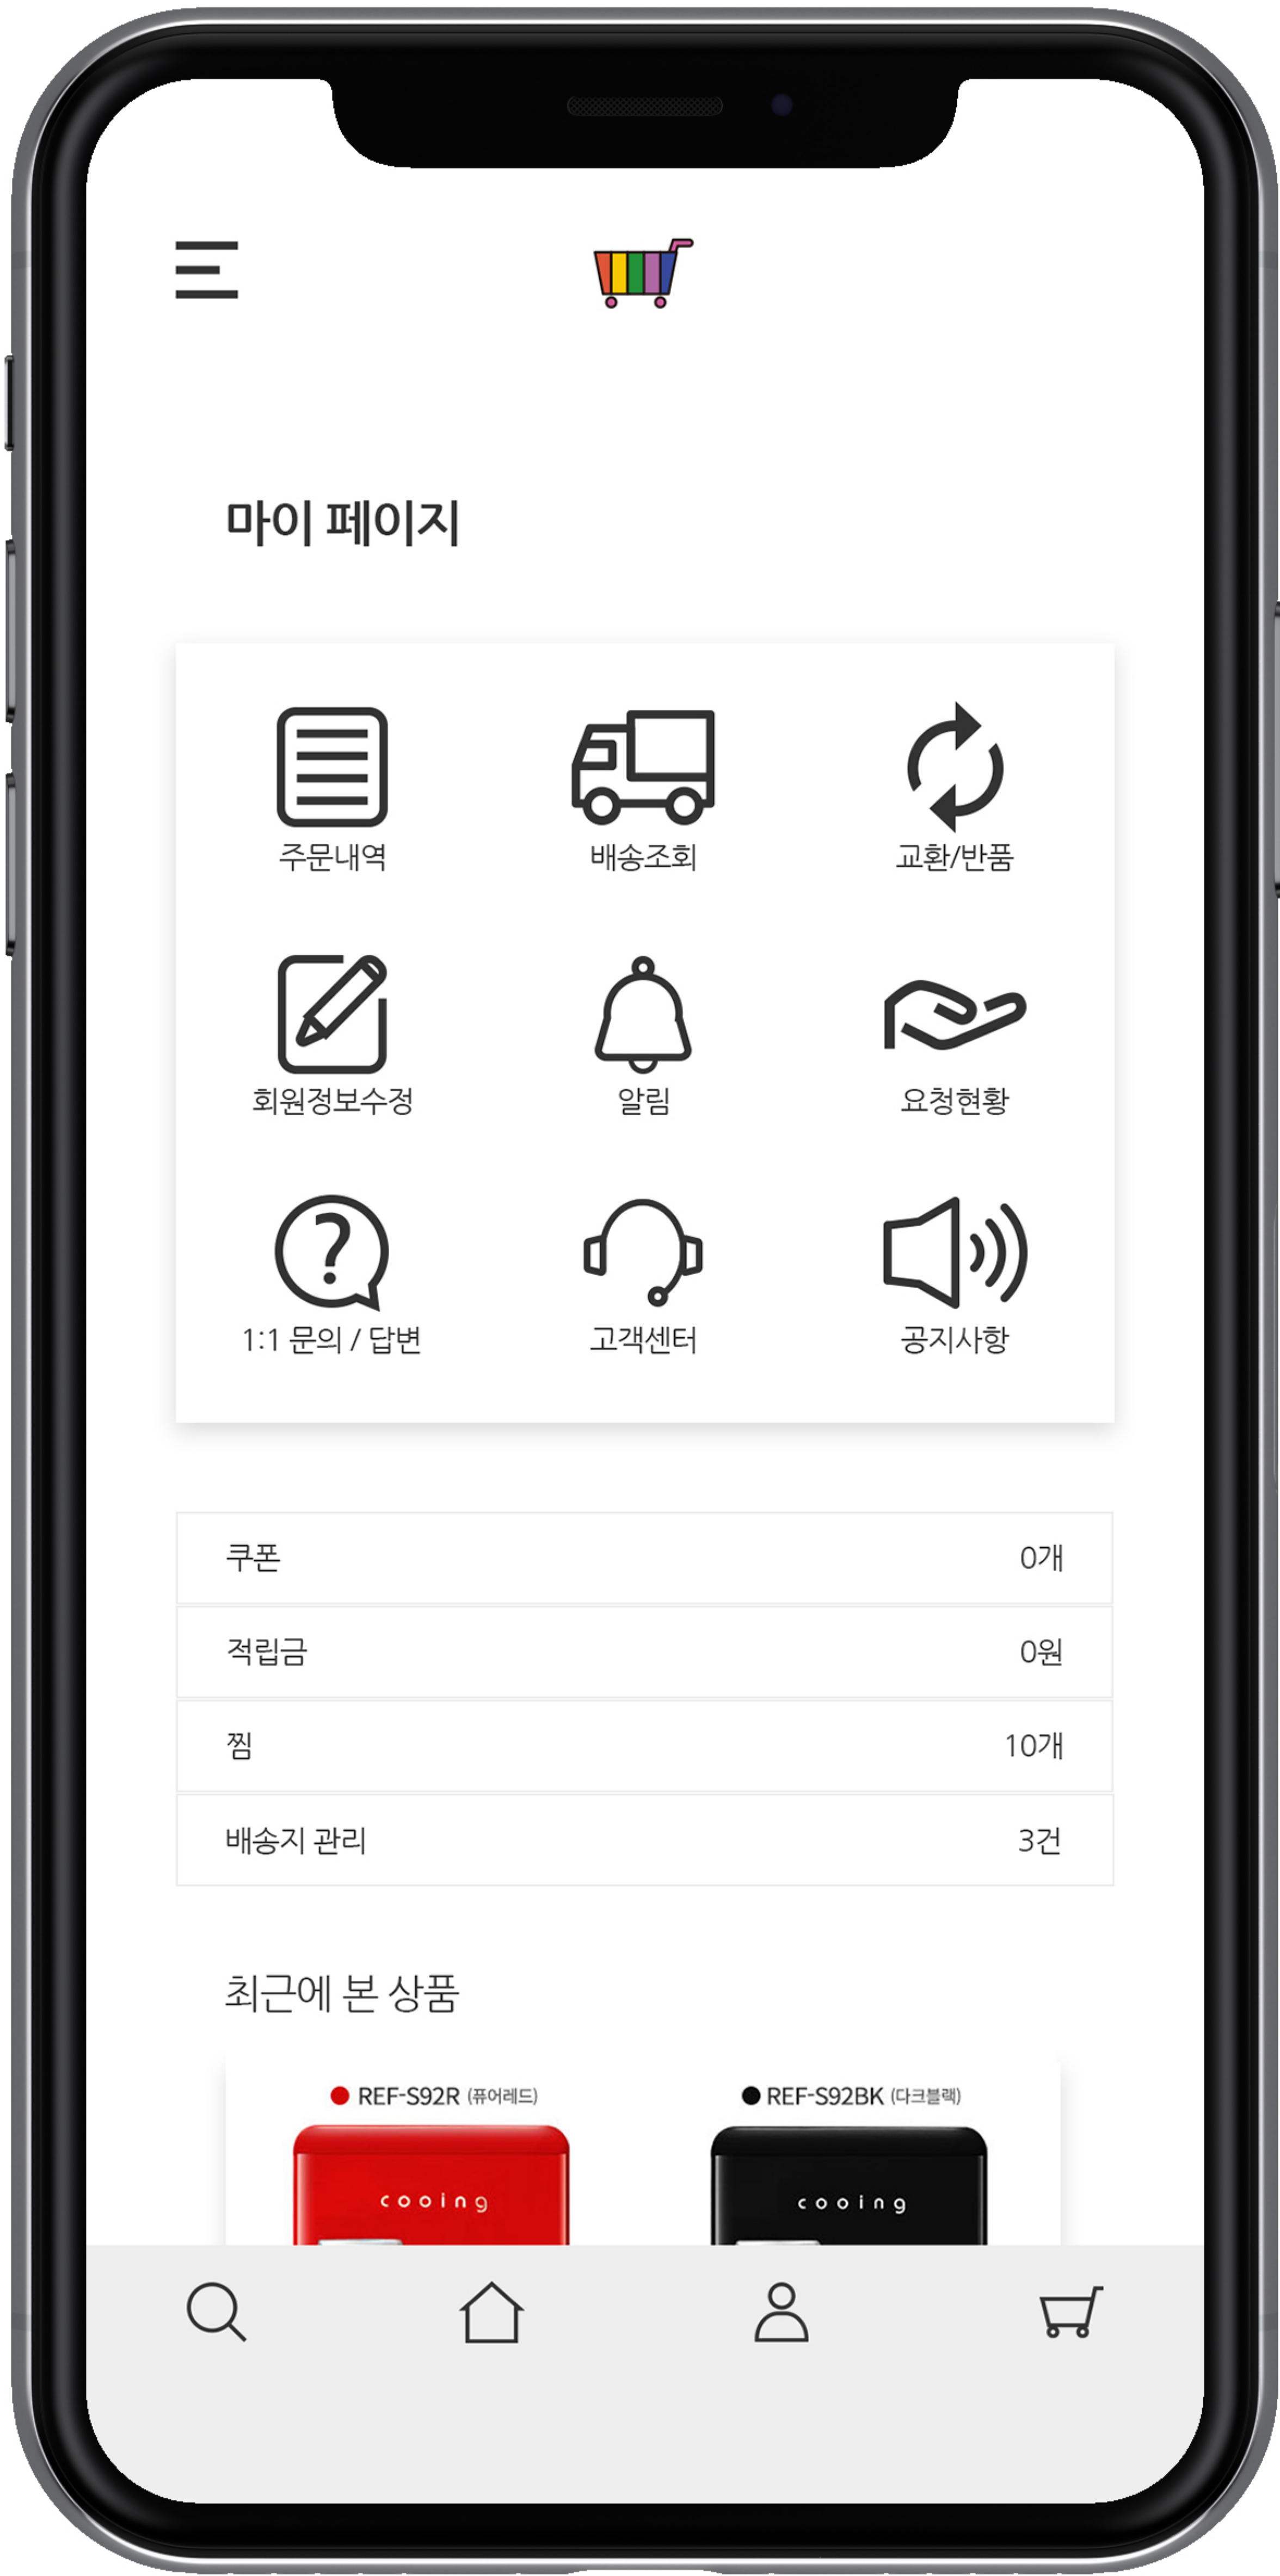 마이 페이지
주문내역 배송조회 교환/반품
회원정보수정 알림 요청현황
?
1:1 문의 / 답변 고객센터 공지사항
쿠폰 0개
적립금 0원
찜 10개
배송지 관리 3건
최근에 본 상품
REF-S92R (퓨어레드) REF-S92BK (다크블랙)
cooing cooing